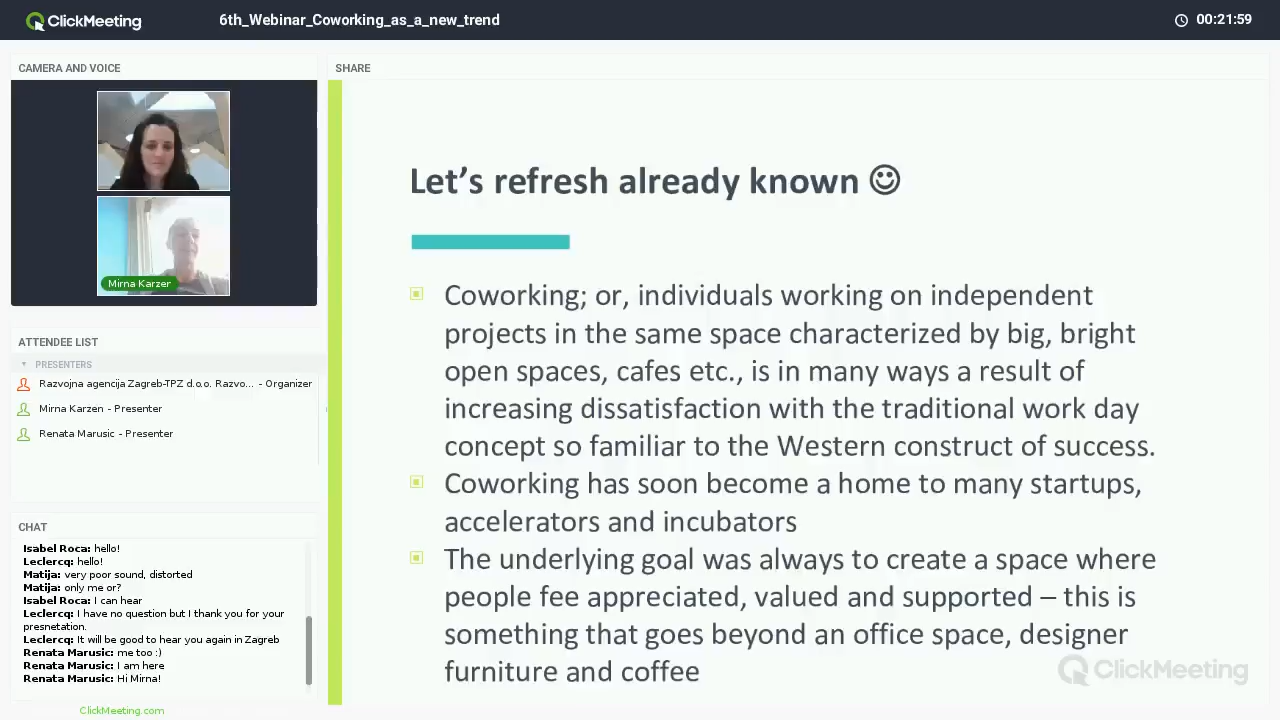 ClickMeeting
6th_Webinar_Coworking_as_a_new_trend
00:21:59
CAMERA AND VOICE
Mirna Karzer
ATTENDEE LIST
PRESENTERS
Razvojna agencija Zagreb-TPZ d.o.o. Razvo... - Organizer
Mirna Karzen - Presenter
Renata Marusic - Presenter
CHAT
Isabel Roca: hello!
Leclercq: hello!
Matija: very poor sound, distorted
Matija: only me or?
Isabel Roca: I can hear
Leclercq: I have no question but I thank you for your
presnetation.
Leclercq: It will be good to hear you again in Zagreb
Renata Marusic: me too :)
Renata Marusic: I am here
Renata Marusic: Hi Mirna!
ClickMeeting.com
SHARE
Let's refresh already known ☺
Coworking; or, individuals working on independent
projects in the same space characterized by big, bright
open spaces, cafes etc., is in many ways a result of
increasing dissatisfaction with the traditional work day
concept so familiar to the Western construct of success.
Coworking has soon become a home to many startups,
accelerators and incubators
The underlying goal was always to create a space where
people fee appreciated, valued and supported – this is
something that goes beyond an office space, designer
furniture and coffee
ClickMeeting